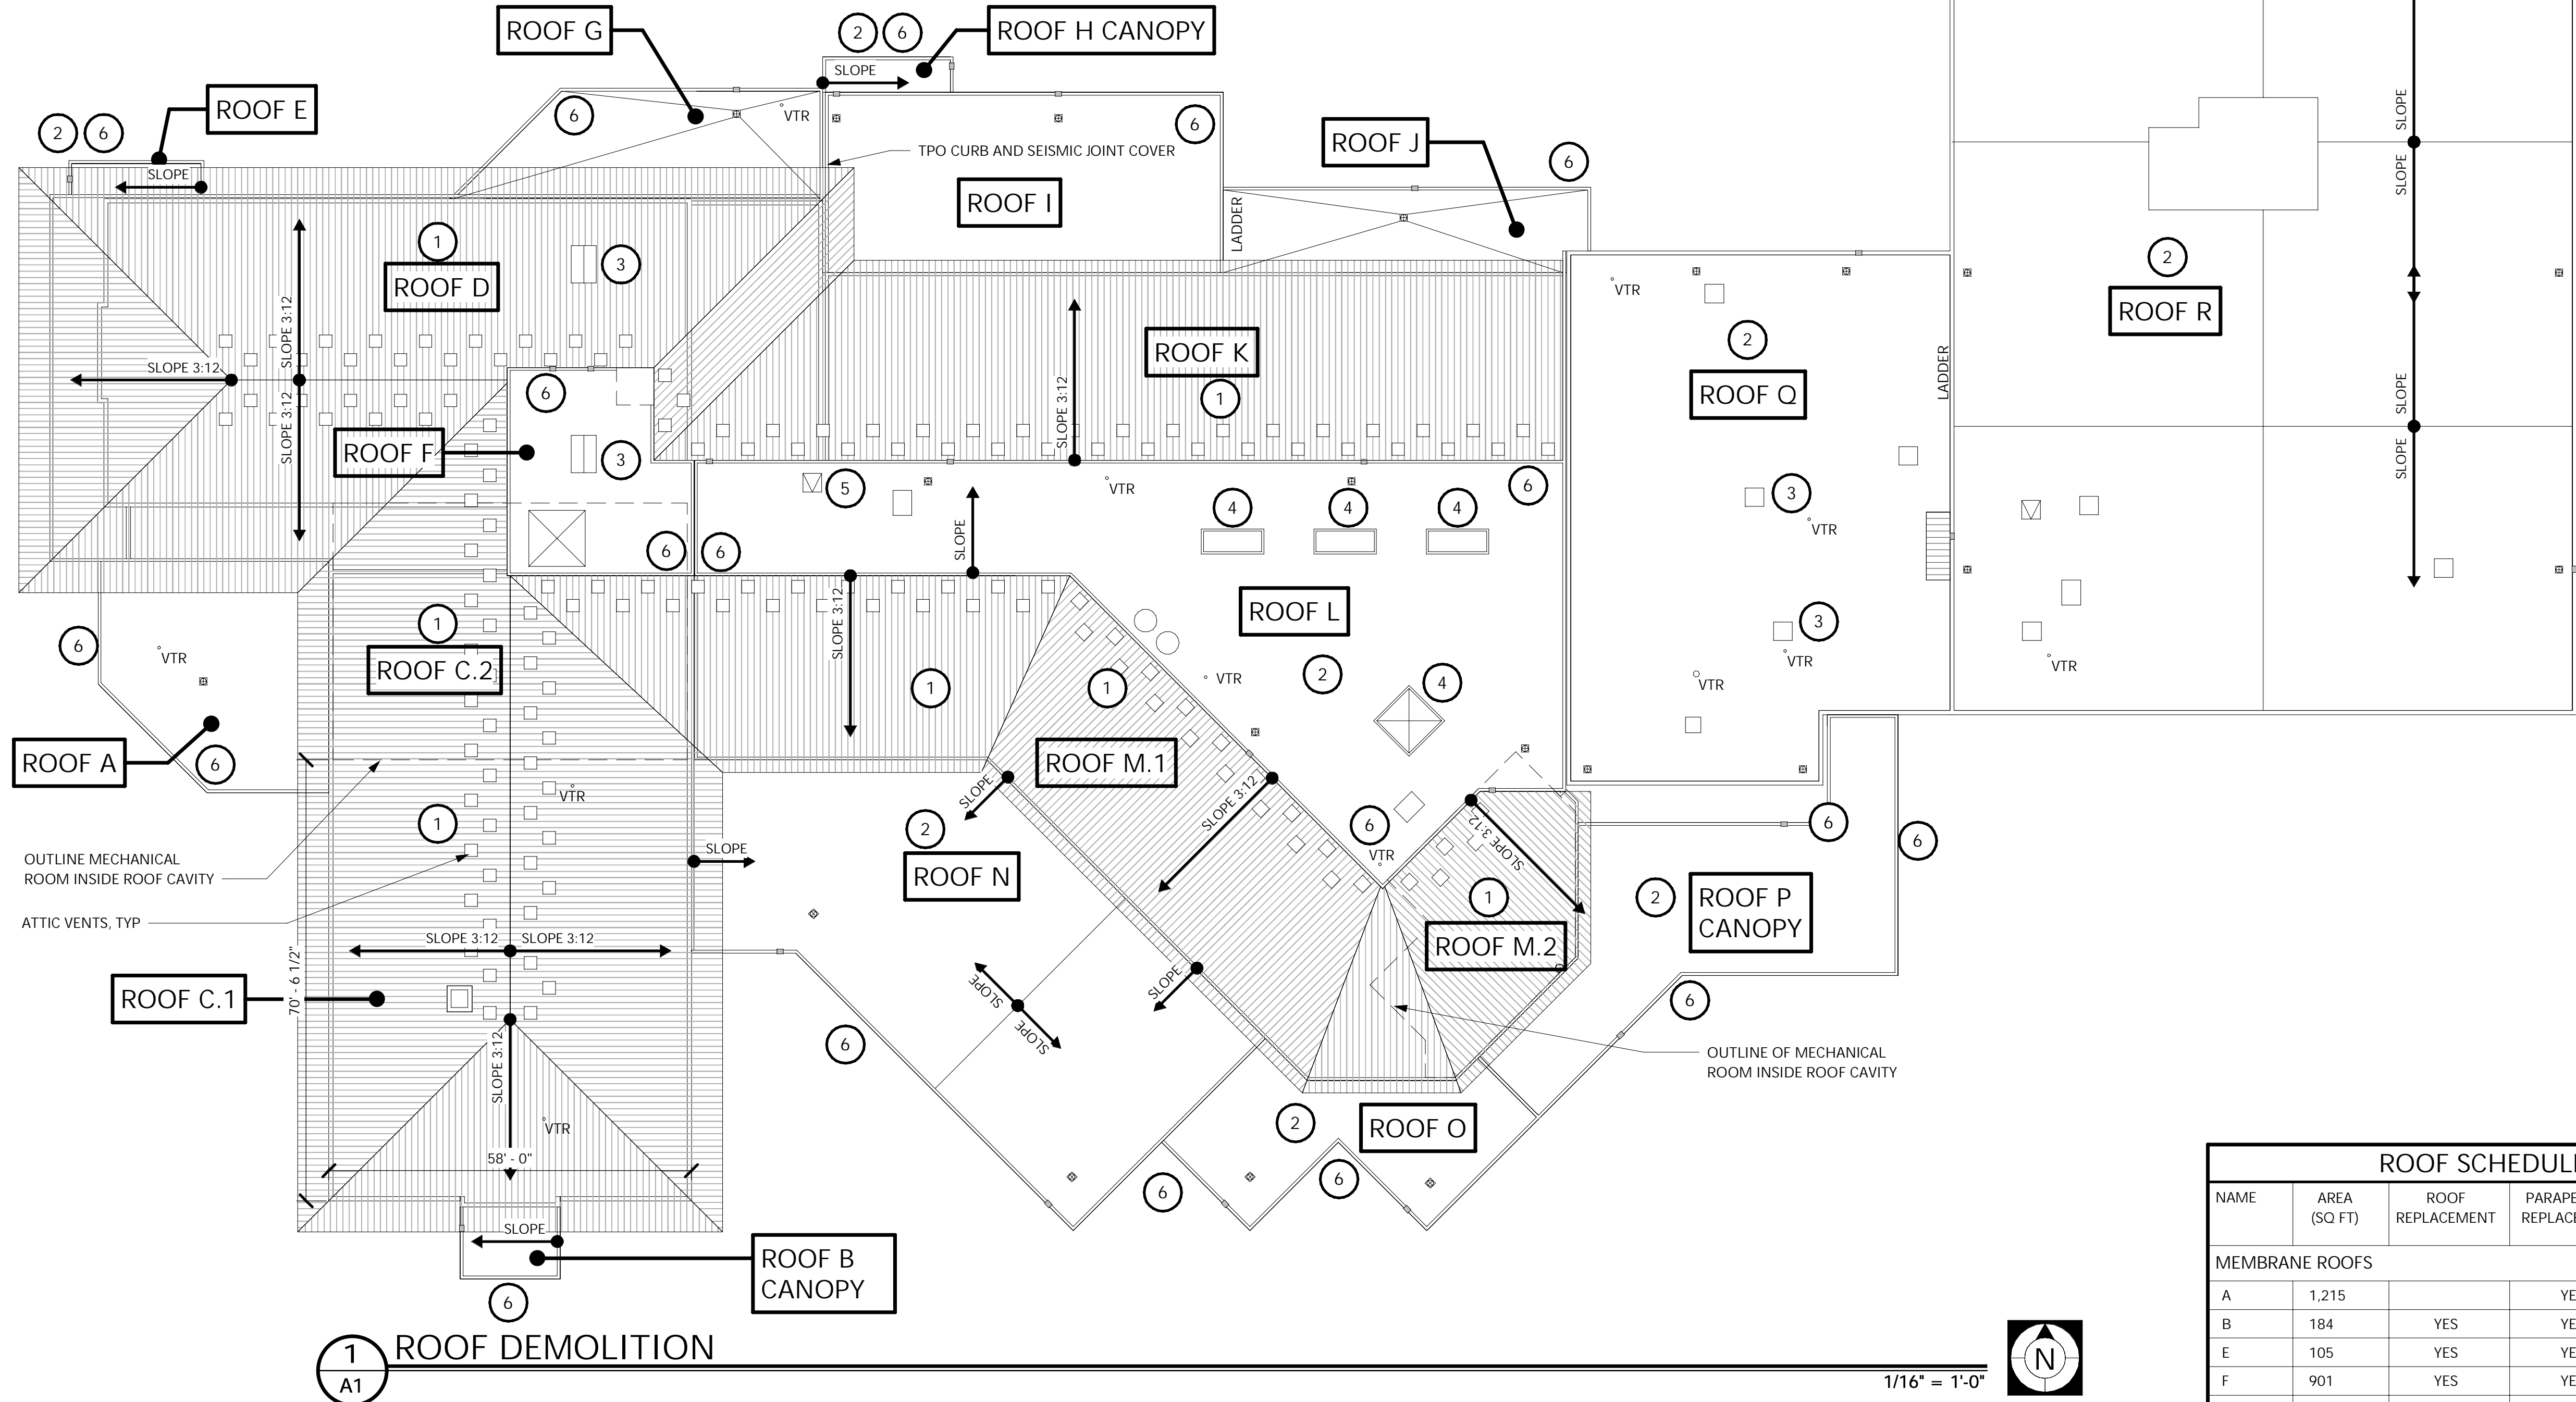 ROOF G
2
6
ROOF H CANOPY
SLOPE
ROOF E
2
6
6
VTR
6
TPO CURB AND SEISMIC JOINT COVER
ROOF I
ROOF J
6
LADDER
SLOPE
1
ROOF D
3
SLOPE 3:12
SLOPE 3:12
SLOPE 3:12
6
ROOF F
3
ROOF K
1
SLOPE 3:12
VTR
2
ROOF Q
LADDER
SLOPE
SLOPE
2
ROOF R
SLOPE
SLOPE
5
VTR
6
SLOPE
4
4
4
6
6
3
VTR
3
VTR
VTR
VTR
6
VTR
1
ROOF C.2
SLOPE 3:12
1
1
ROOF L
VTR
2
4
ROOF A
6
ROOF M.1
SLOPE
SLOPE 3:12
1
VTR
2
ROOF N
SLOPE
6
VTR
SLOPE 3:12
6
6
OUTLINE MECHANICAL
ROOM INSIDE ROOF CAVITY
ATTIC VENTS, TYP
1
ROOF M.2
2
ROOF P
CANOPY
SLOPE 3:12
SLOPE 3:12
70' - 6 1/2"
ROOF C.1
SLOPE
SLOPE
SLOPE
6
6
SLOPE 3:12
OUTLINE OF MECHANICAL
ROOM INSIDE ROOF CAVITY
VTR
58' - 0"
2
ROOF O
6
6
SLOPE
ROOF B
CANOPY
6
1
A1
ROOF DEMOLITION
1/16" = 1'-0"
N
ROOF SCHEDUL
NAME
AREA
(SQ FT)
ROOF
REPLACEMENT
PARAPE
REPLACE
MEMBRANE ROOFS
A 1,215 YE
B 184 YES YE
E 105 YES YE
F 901 YES YE